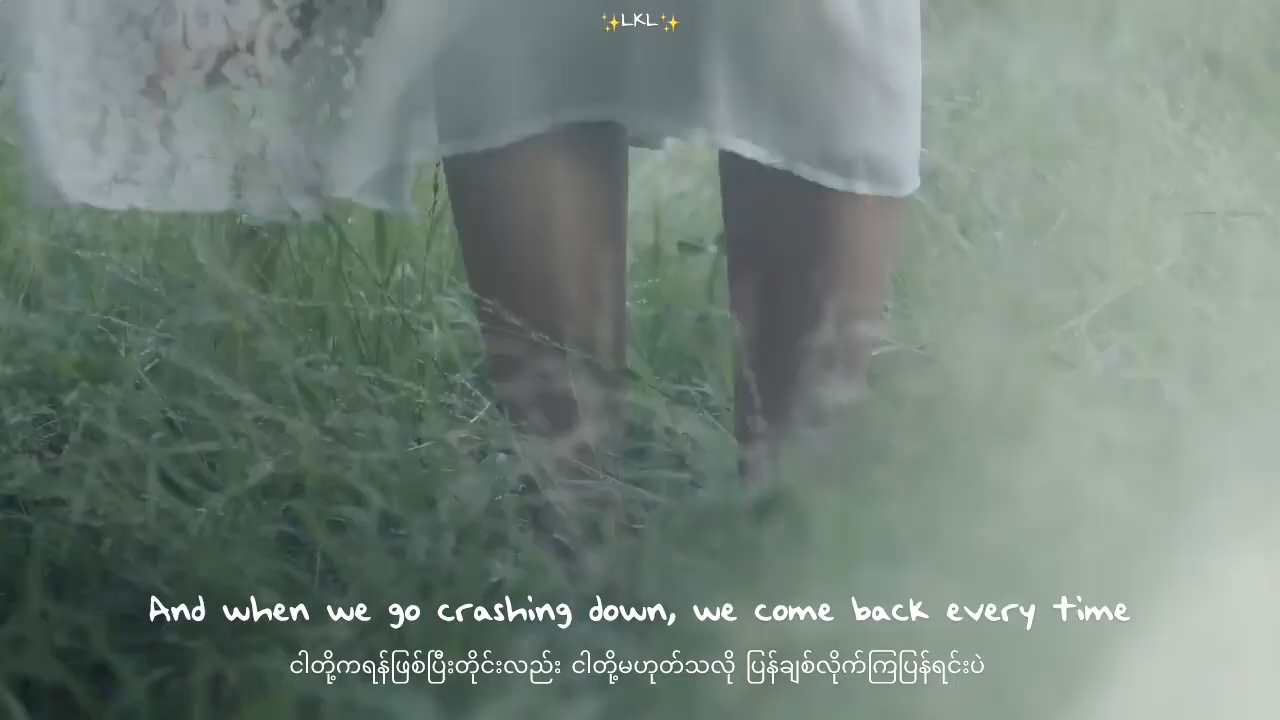 ✨LKL✨
And when we go crashing down, we come back every time
ငါတို့ကရန်ဖြစ်ပြီးတိုင်းလည်း ငါတို့မဟုတ်သလို ပြန်ချစ်လိုက်ကြပြန်ရင်းပဲ